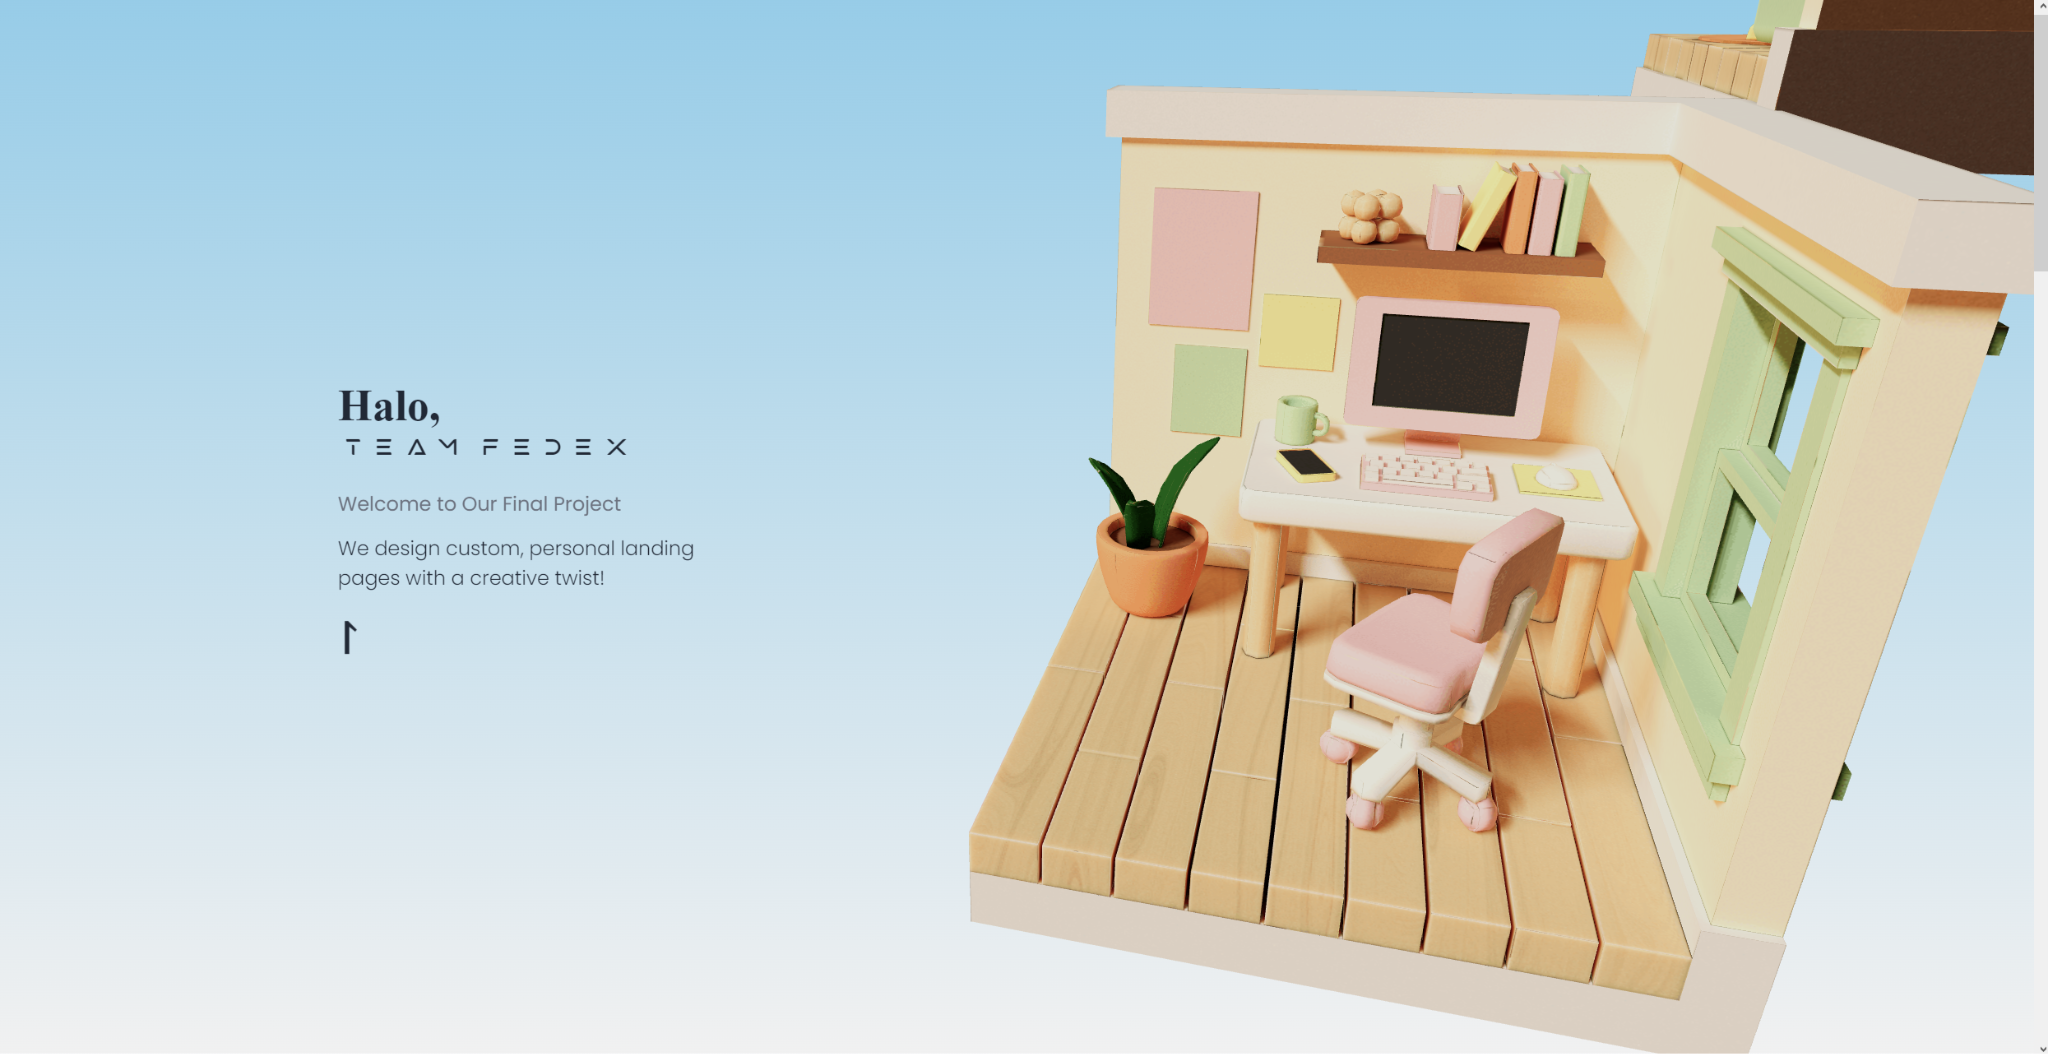 Halo,
TEAM FEDEX
Welcome to Our Final Project
We design custom, personal landing
pages with a creative twist!